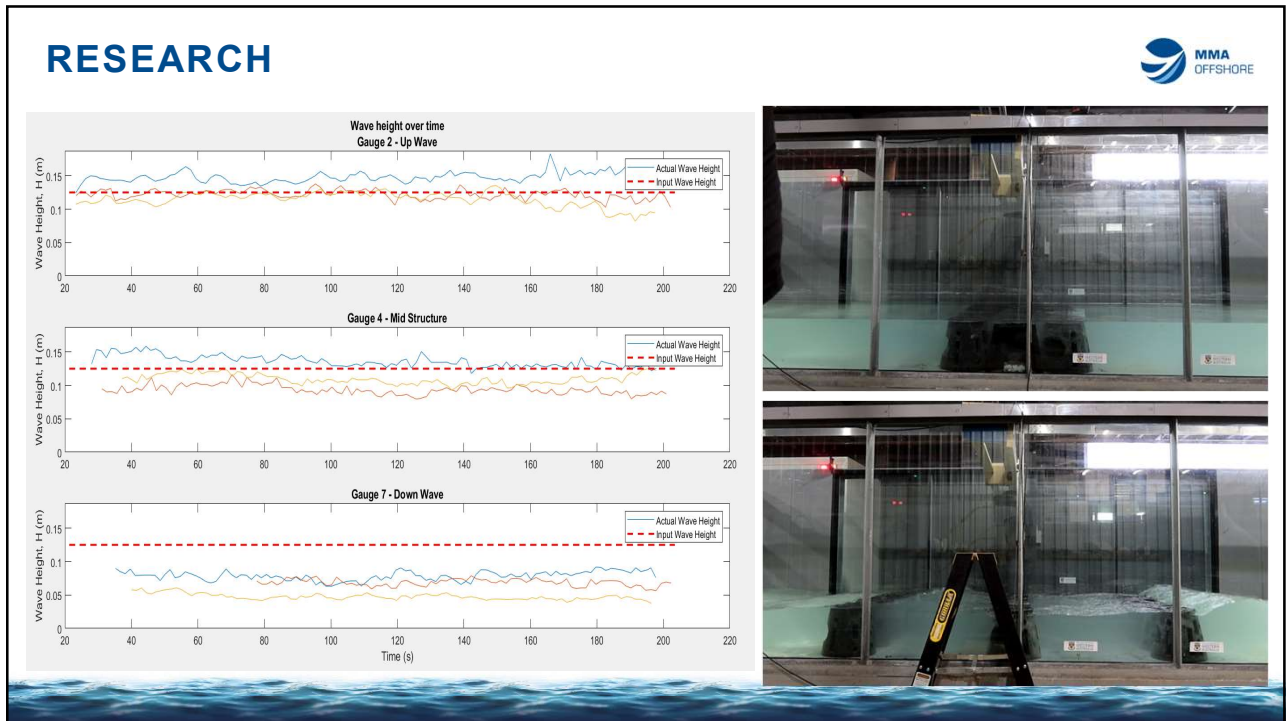 RESEARCH
MMA
OFFSHORE
Wave height over time
Gauge 2 - Up Wave
Wave Height, H (m)
0.15
0.1
0.05
0
Actual Wave Height
Input Wave Height
20 40 60 80 100 120 140 160 180 200 220
Gauge 4 - Mid Structure
Wave Height, H (m)
0.15
0.1
0.05
0
Actual Wave Height
Input Wave Height
20 40 60 80 100 120 140 160 180 200 220
Gauge 7 - Down Wave
Wave Height, H (m)
0.15
0.1
0.05
0
Actual Wave Height
Input Wave Height
20 40 60 80 100 120 140 160 180 200 220
Time (s)